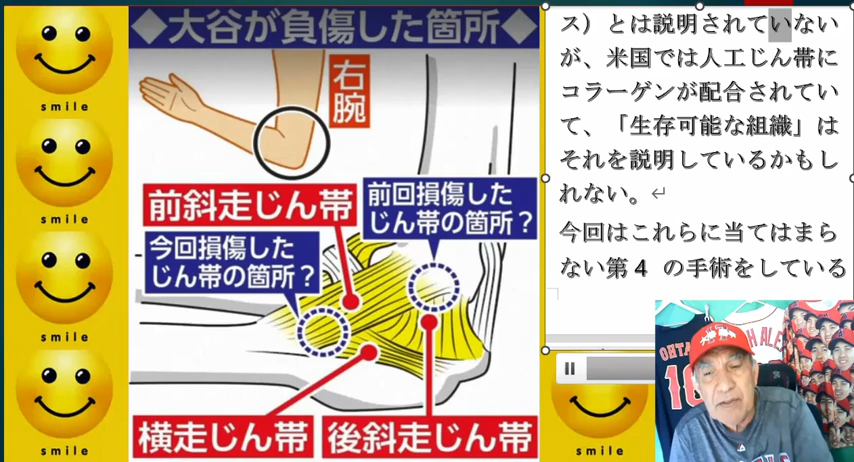 ◆大谷が負傷した箇所◆
右腕
前斜走じん帯
前回損傷した
じん帯の箇所？
今回損傷した
じん帯の箇所？
横走じん帯
後斜走じん帯
smile
smile
smile
smile
smile
ス）とは説明されていない
が、米国では人工じん帯に
コラーゲンが配合されてい
て、「生存可能な組織」は
それを説明しているかもし
れない。↵
今回はこれらに当てはまら
ない第４ の手術をしている